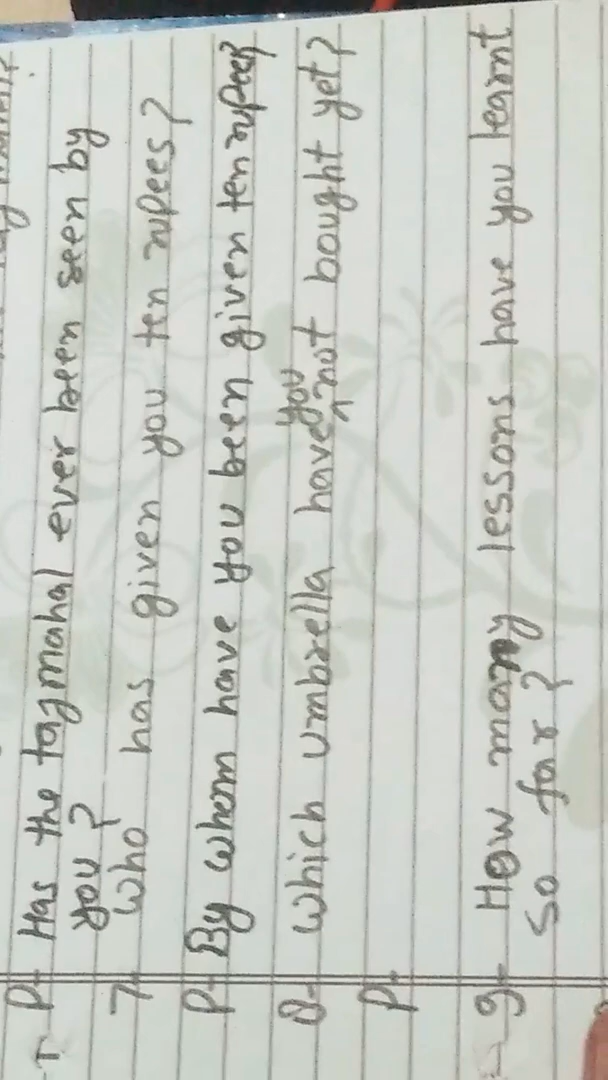 P- Has the tajmahal ever been seen by
you?
7- Who has given you ten rupees?
P- By whom have you been given ten rupees?
Q- Which umbrella have you not bought yet?
P-
9- How many lessons have you learnt
so far?